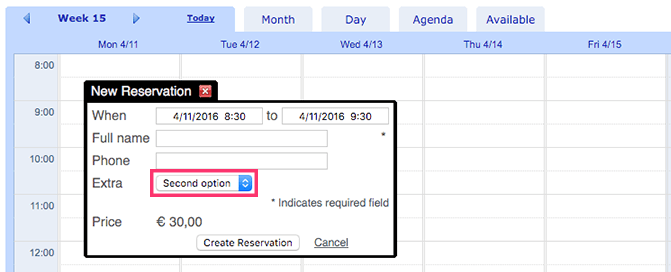 Week 15 Today Month Day Agenda Available
Mon 4/11 Tue 4/12 Wed 4/13 Thu 4/14 Fri 4/15
8:00
New Reservation
9:00
When 4/11/2016 8:30 to 4/11/2016 9:30
Full name *
10:00
Phone
Extra Second option
11:00
* Indicates required field
Price € 30,00
12:00
Create Reservation Cancel